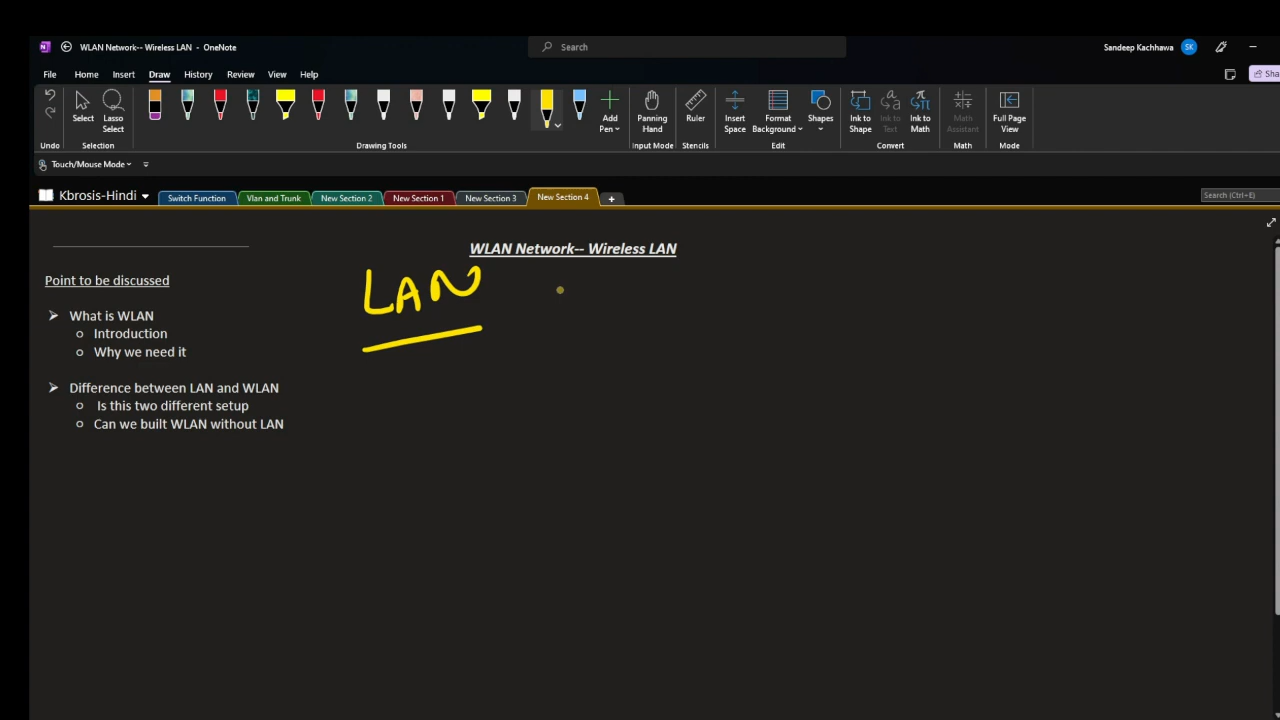 WLAN Network-- Wireless LAN - OneNote
Search
Sandeep Kachhawa SK
File Home Insert Draw History Review View Help
Sha
Undo
Select
Lasso Select
Selection
Add Pen
Drawing Tools
Panning Hand
Input Mode
Ruler
Stencils
Insert Space
Format Background
Shapes
Edit
Ink to Shape
Ink to Text
Ink to Math
Convert
Math Assistant
Math
Full Page View
Mode
Touch/Mouse Mode
Kbrosis-Hindi
Switch Function Vlan and Trunk New Section 2 New Section 1 New Section 3 New Section 4 +
Search (Ctrl+E)
WLAN Network-- Wireless LAN
Point to be discussed
LAN
What is WLAN
Introduction
Why we need it
Difference between LAN and WLAN
Is this two different setup
Can we built WLAN without LAN